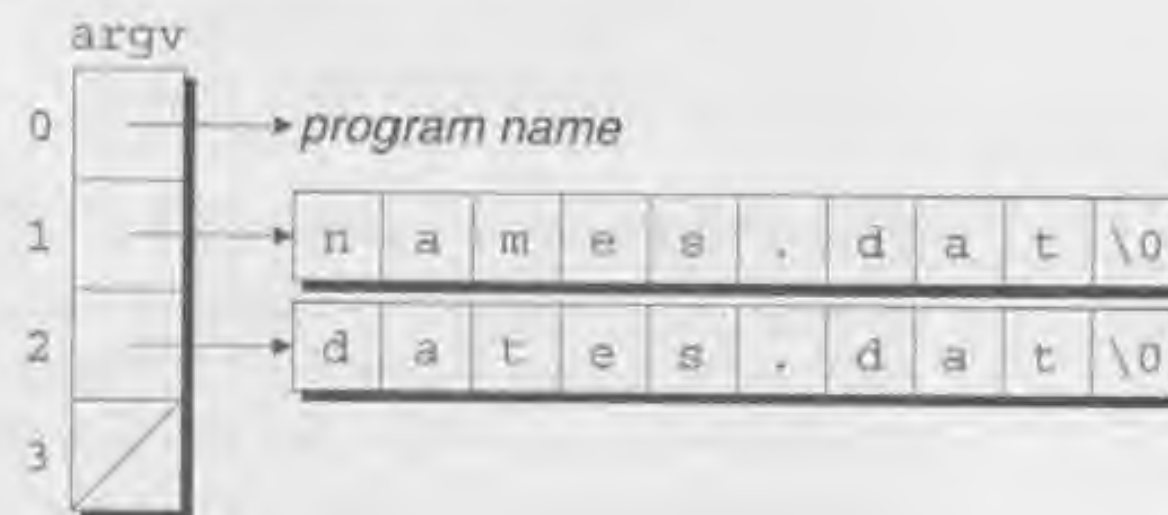 argv
0 program name
1 n a m e s . d a t \0
2 d a t e s . d a t \0
3